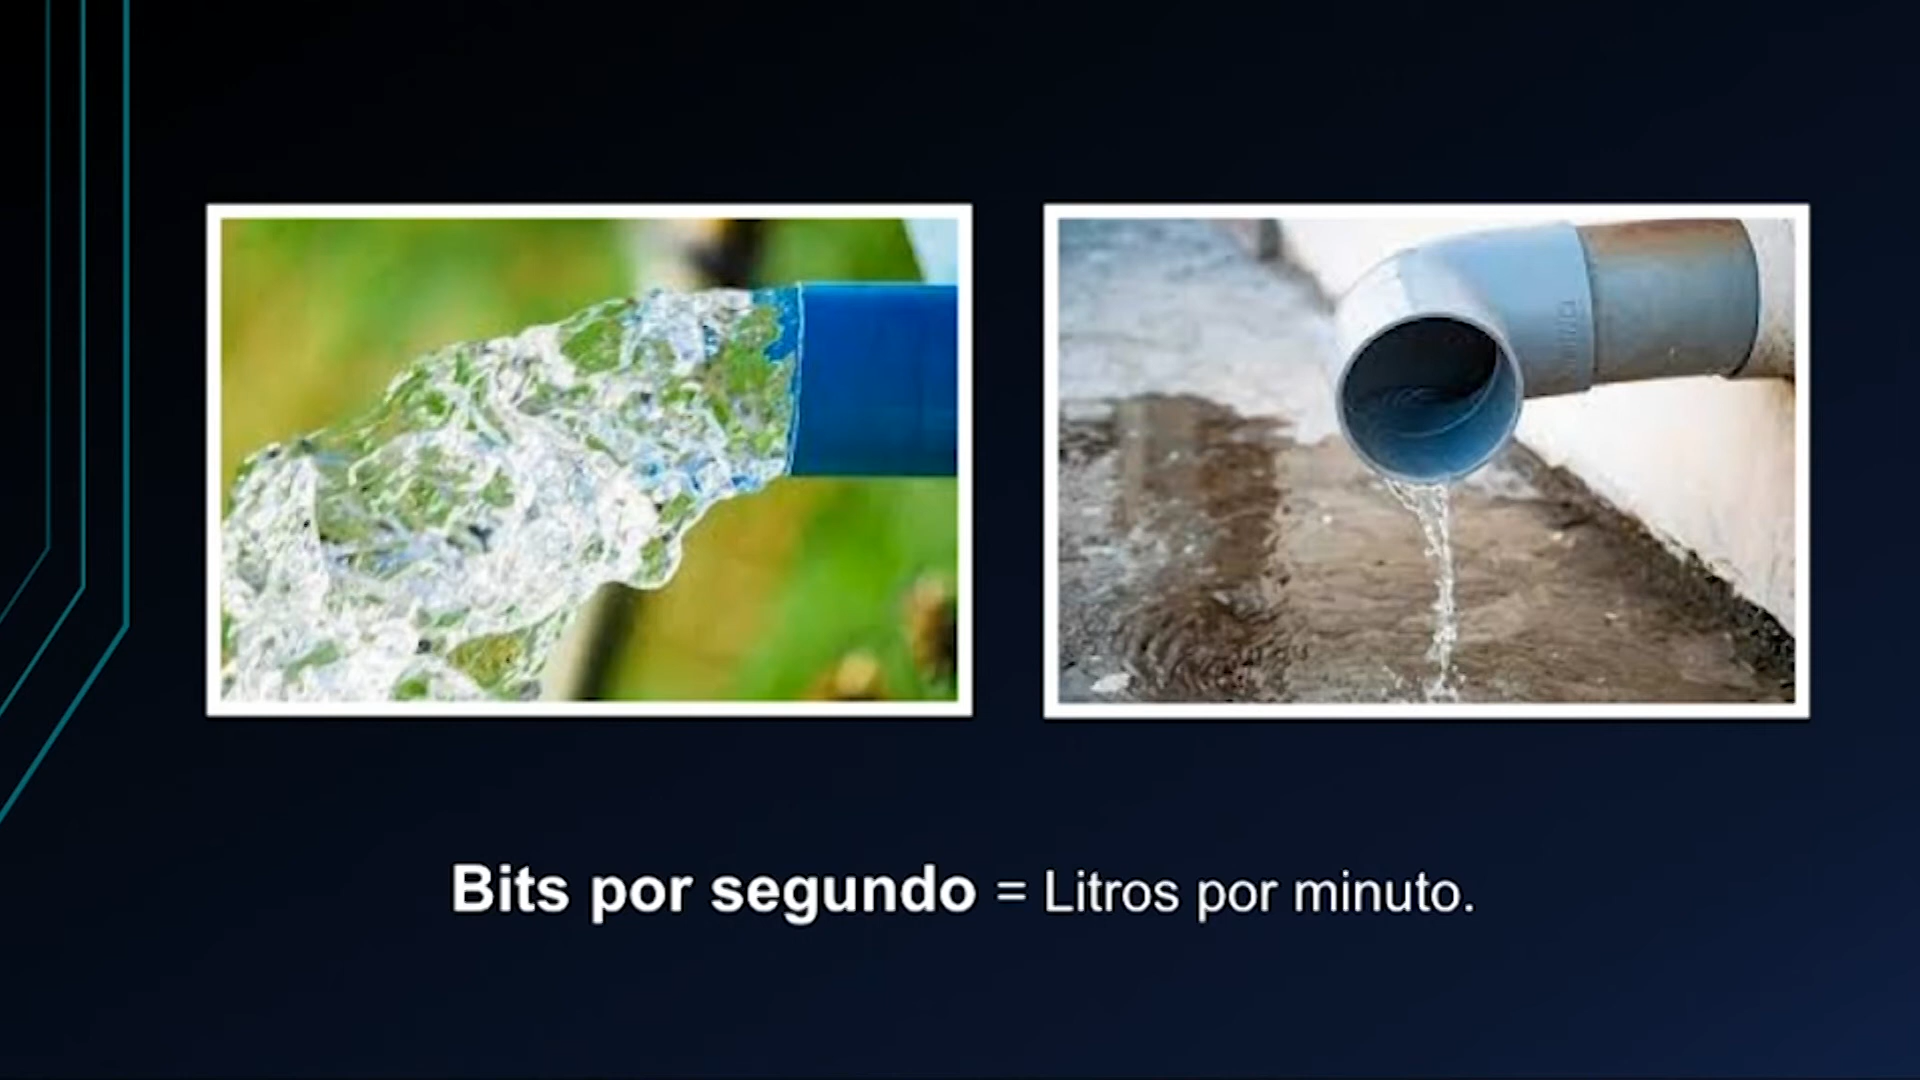 Bits por segundo = Litros por minuto.